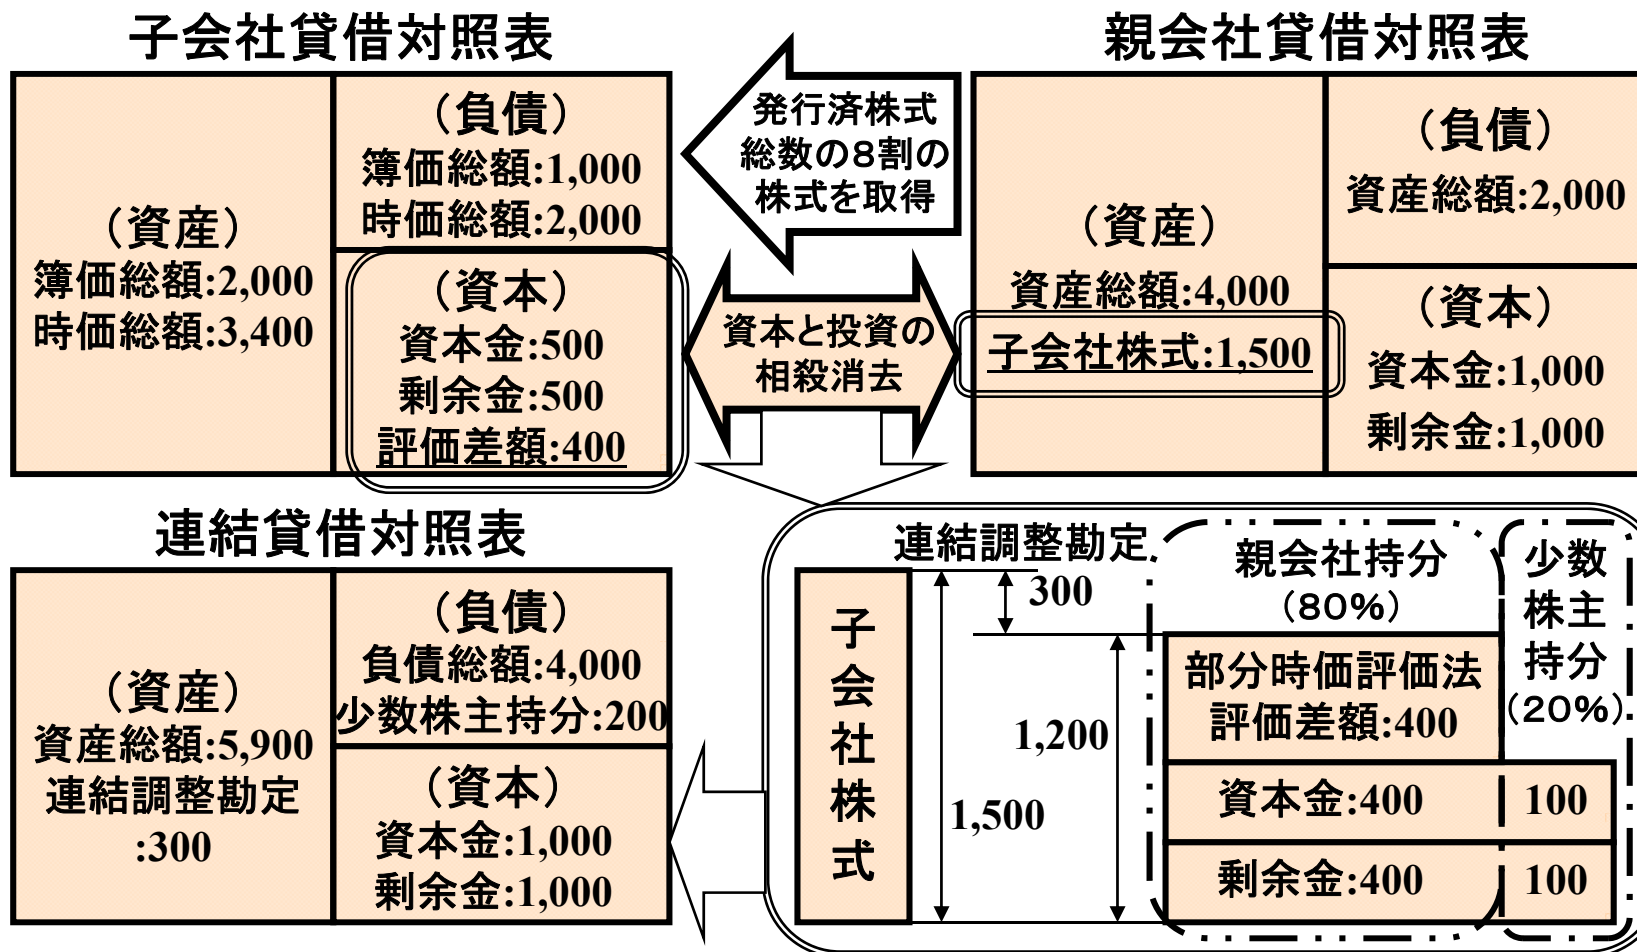 子会社貸借対照表
(資産)
簿価総額:2,000
時価総額:3,400
(負債)
簿価総額:1,000
時価総額:2,000
(資本)
資本金:500
剰余金:500
評価差額:400
発行済株式
総数の8割の
株式を取得
資本と投資の
相殺消去
親会社貸借対照表
(資産)
資産総額:4,000
子会社株式:1,500
(負債)
資産総額:2,000
(資本)
資本金:1,000
剰余金:1,000
連結貸借対照表
(資産)
資産総額:5,900
連結調整勘定
:300
(負債)
負債総額:4,000
少数株主持分:200
(資本)
資本金:1,000
剰余金:1,000
子会社株式
連結調整勘定
300
1,200
1,500
親会社持分
(80%)
部分時価評価法
評価差額:400
資本金:400
剰余金:400
少数
株主
持分
(20%)
100
100